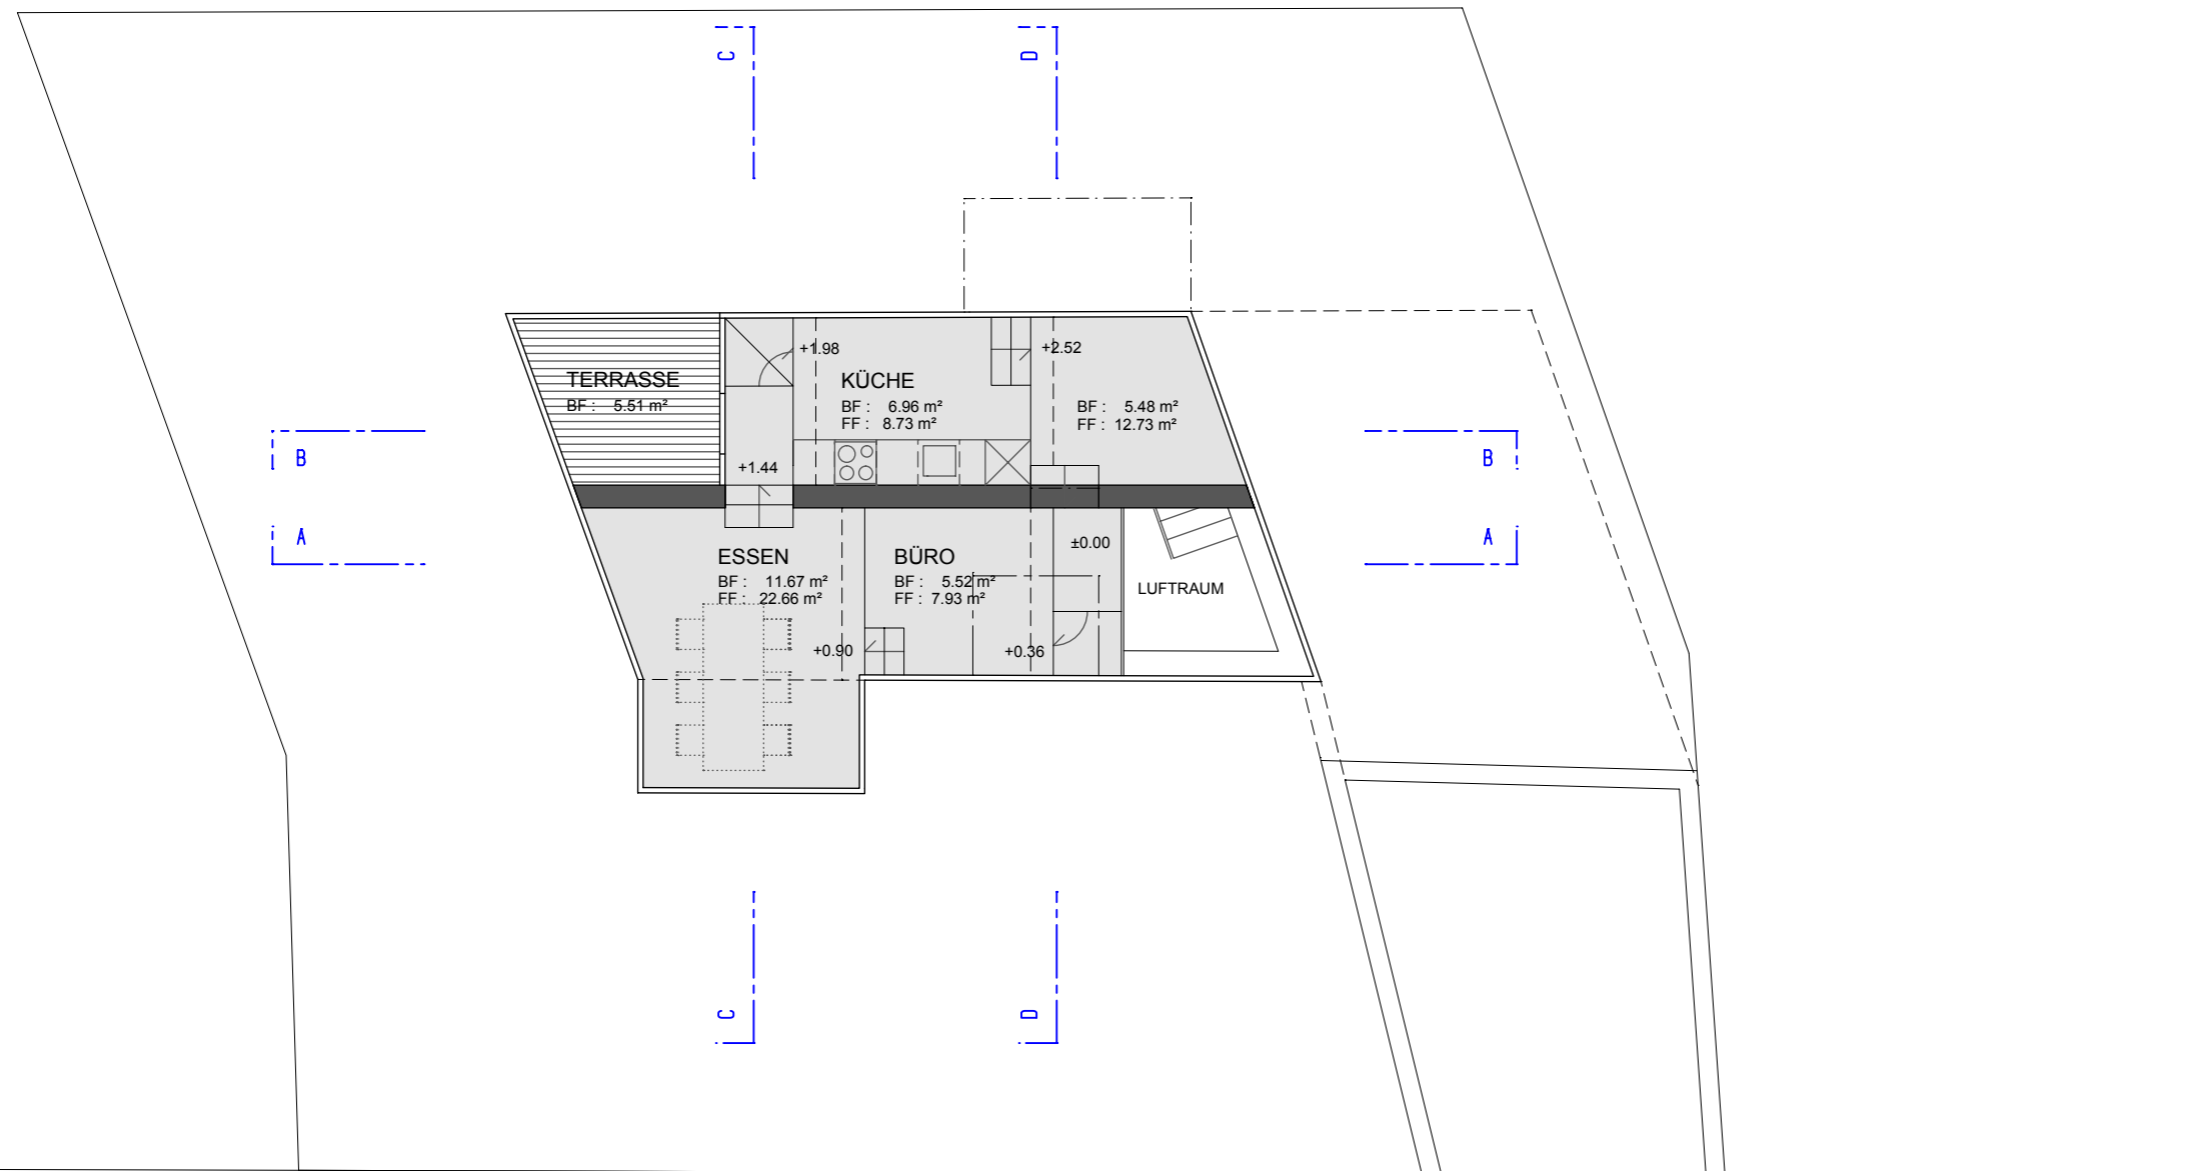 C
D
+1.98
+2.52
TERRASSE
BF : 5.51 m²
KÜCHE
BF : 6.96 m²
FF : 8.73 m²
BF : 5.48 m²
FF : 12.73 m²
B
B
+1.44
A
A
ESSEN
BF : 11.67 m²
FF : 22.66 m²
BÜRO
BF : 5.52 m²
FF : 7.93 m²
±0.00
LUFTRAUM
+0.90
+0.36
C
D